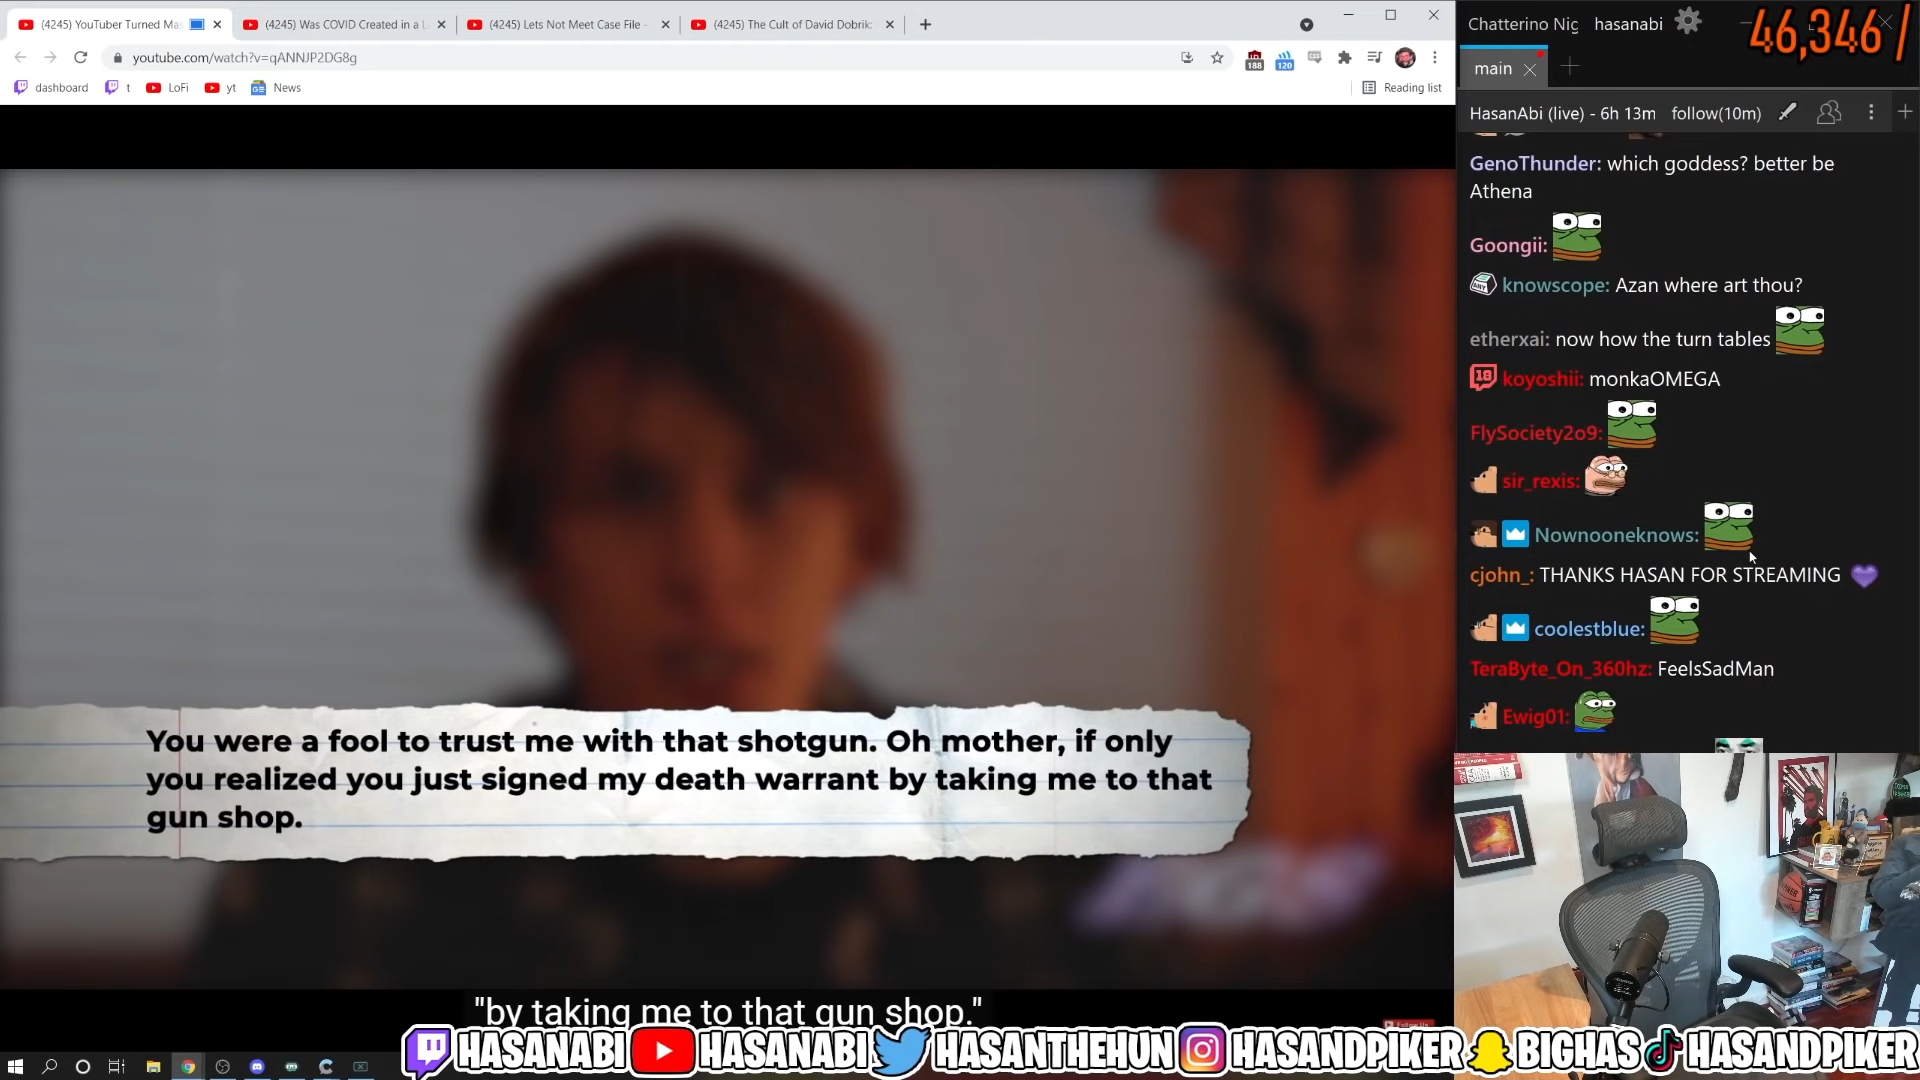 (4245) YouTuber Turned Ma
(4245) Was COVID Created in a L
(4245) Lets Not Meet Case File -
(4245) The Cult of David Dobrik:
youtube.com/watch?v=qANNJP2DG8g
188
120
dashboard
t
LoFi
yt
News
Reading list
You were a fool to trust me with that shotgun. Oh mother, if only
you realized you just signed my death warrant by taking me to that
gun shop.
"by taking me to that gun shop."
Chatterino Nig
hasanabi
46,346 /
main
HasanAbi (live) - 6h 13m
follow(10m)
GenoThunder: which goddess? better be
Athena
Goongii:
knowscope: Azan where art thou?
etherxai: now how the turn tables
18 koyoshii: monkaOMEGA
FlySociety2o9:
sir_rexis:
Nownooneknows:
cjohn_: THANKS HASAN FOR STREAMING
coolestblue:
TeraByte_On_360hz: FeelsSadMan
Ewig01:
HASANABI
HASANABI
HASANTHEHUN
HASANDPIKER
BIGHAS
HASANDPIKER